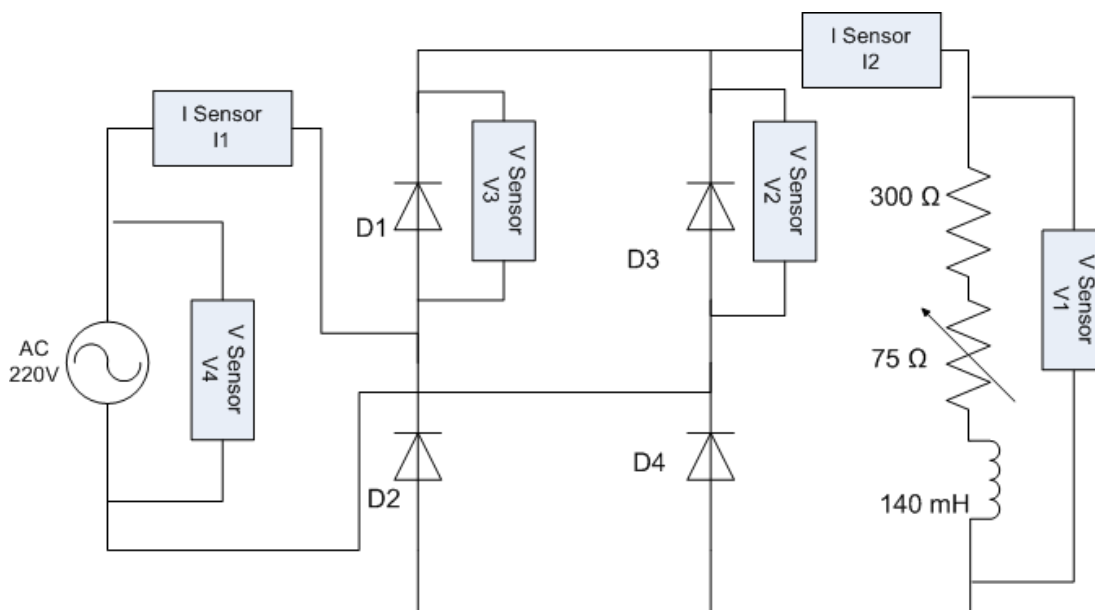 I Sensor
I2
I Sensor
I1
V Sensor
V3
V Sensor
V2
300 Ω
D1
D3
V Sensor
V1
V Sensor
V4
AC
220V
75 Ω
D4
D2
140 mH